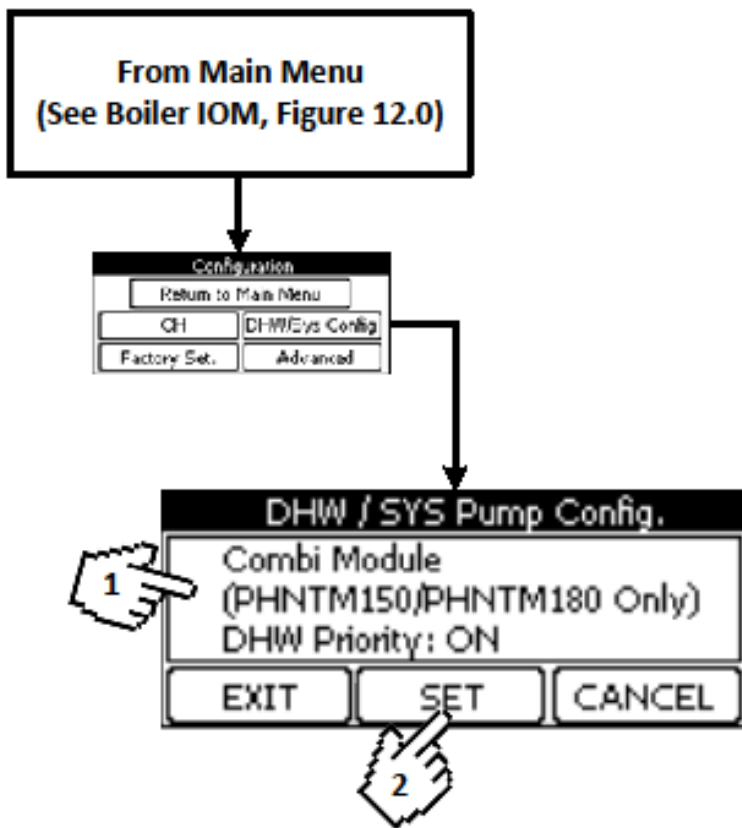 From Main Menu
(See Boiler IOM, Figure 12.0)
Configuration
Return to Main Menu
CH DHW/Sys Config
Factory Set. Advanced
DHW / SYS Pump Config.
1
Combi Module
(PHNTM150/PHNTM180 Only)
DHW Priority: ON
EXIT SET CANCEL
2